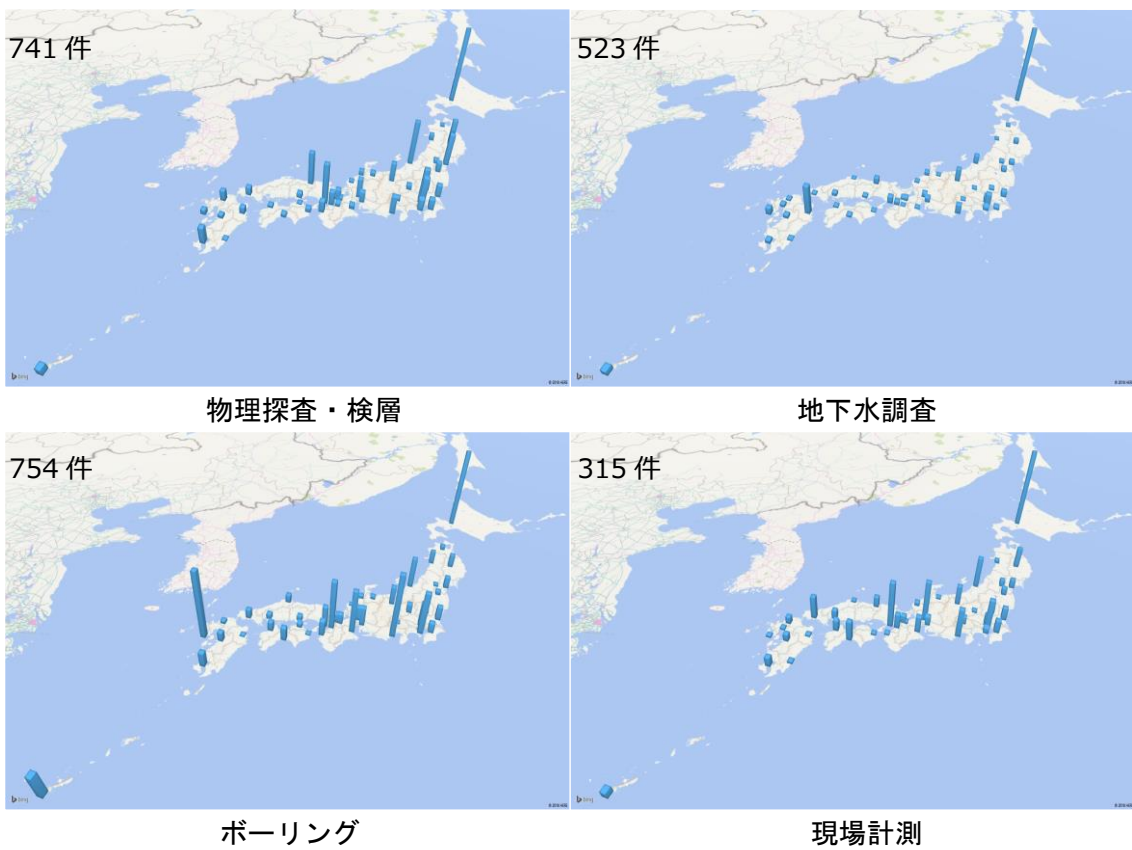 741 件
523 件
物理探査・検層
地下水調査
754 件
315 件
ボーリング
現場計測